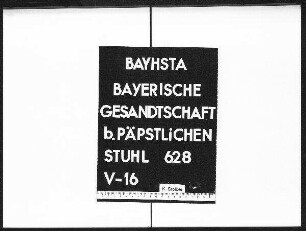 BAYHSTA
BAYERISCHE
GESANDTSCHAFT
b. PÄPSTLiCHEN
STUHL 628
V-16